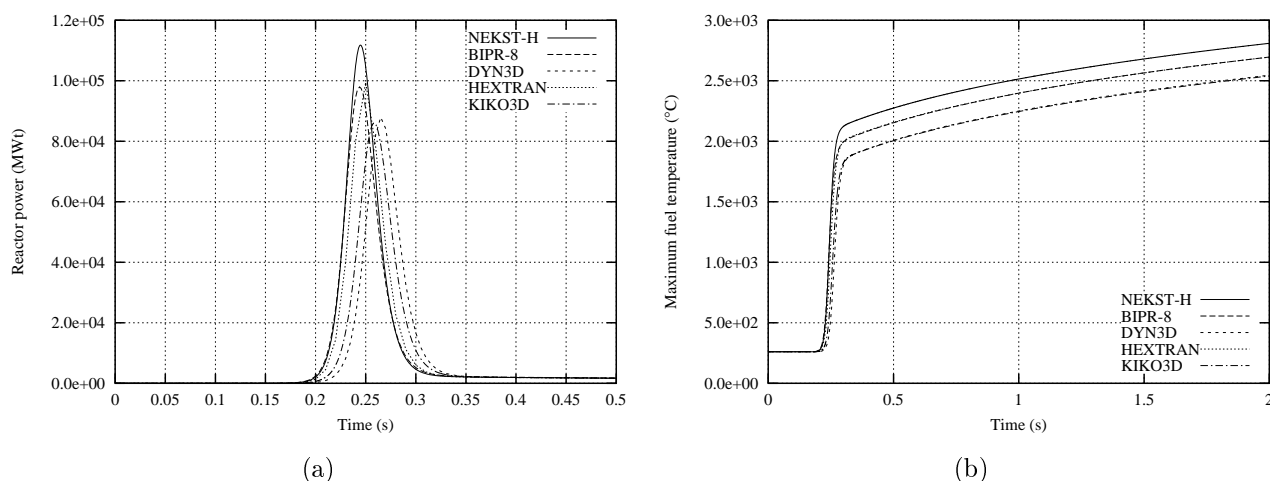 1.2e+05
1.0e+05
8.0e+04
6.0e+04
4.0e+04
2.0e+04
0.0e+00
Reactor power (MWt)
0 0.05 0.1 0.15 0.2 0.25 0.3 0.35 0.4 0.45 0.5
Time (s)
NEKST-H
BIPR-8
DYN3D
HEXTRAN
KIKO3D
(a)
3.0e+03
2.5e+03
2.0e+03
1.5e+03
1.0e+03
5.0e+02
0.0e+00
Maximum fuel temperature (°C)
0 0.5 1 1.5 2
Time (s)
NEKST-H
BIPR-8
DYN3D
HEXTRAN
KIKO3D
(b)